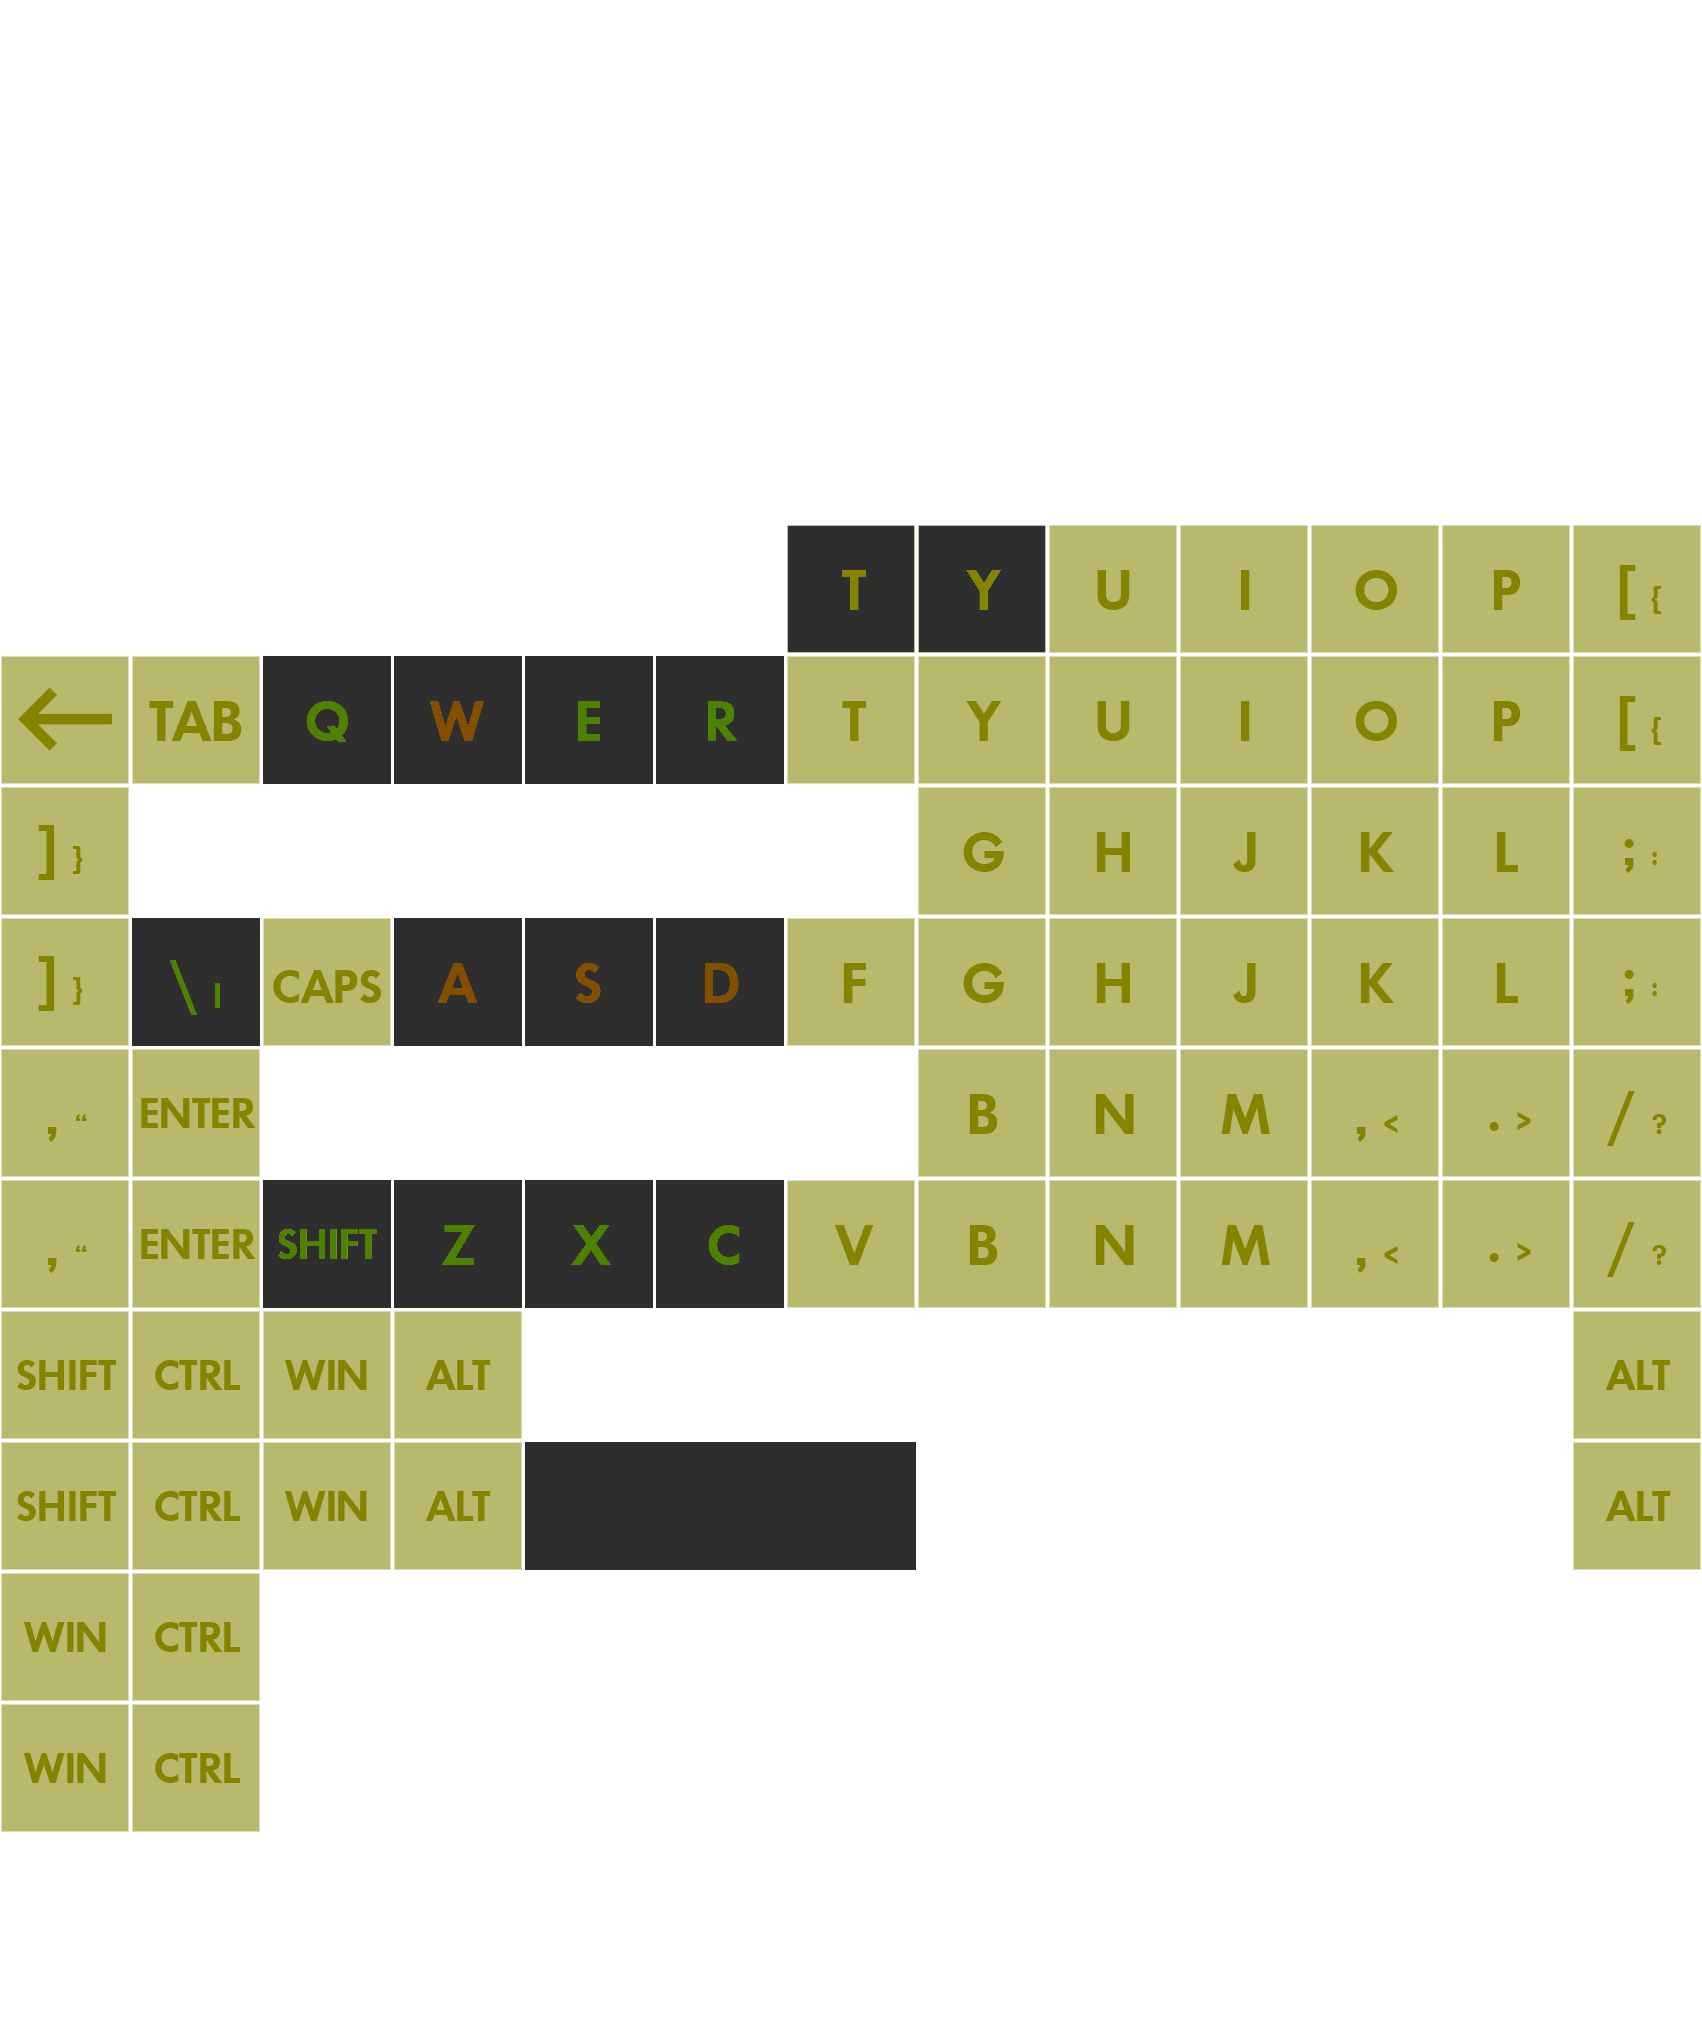 T Y U I O P [ {
← TAB Q W E R T Y U I O P [ {
] } G H J K L ; :
] } \ | CAPS A S D F G H J K L ; :
, “ ENTER B N M , < . > / ?
, “ ENTER SHIFT Z X C V B N M , < . > / ?
SHIFT CTRL WIN ALT ALT
SHIFT CTRL WIN ALT ALT
WIN CTRL
WIN CTRL